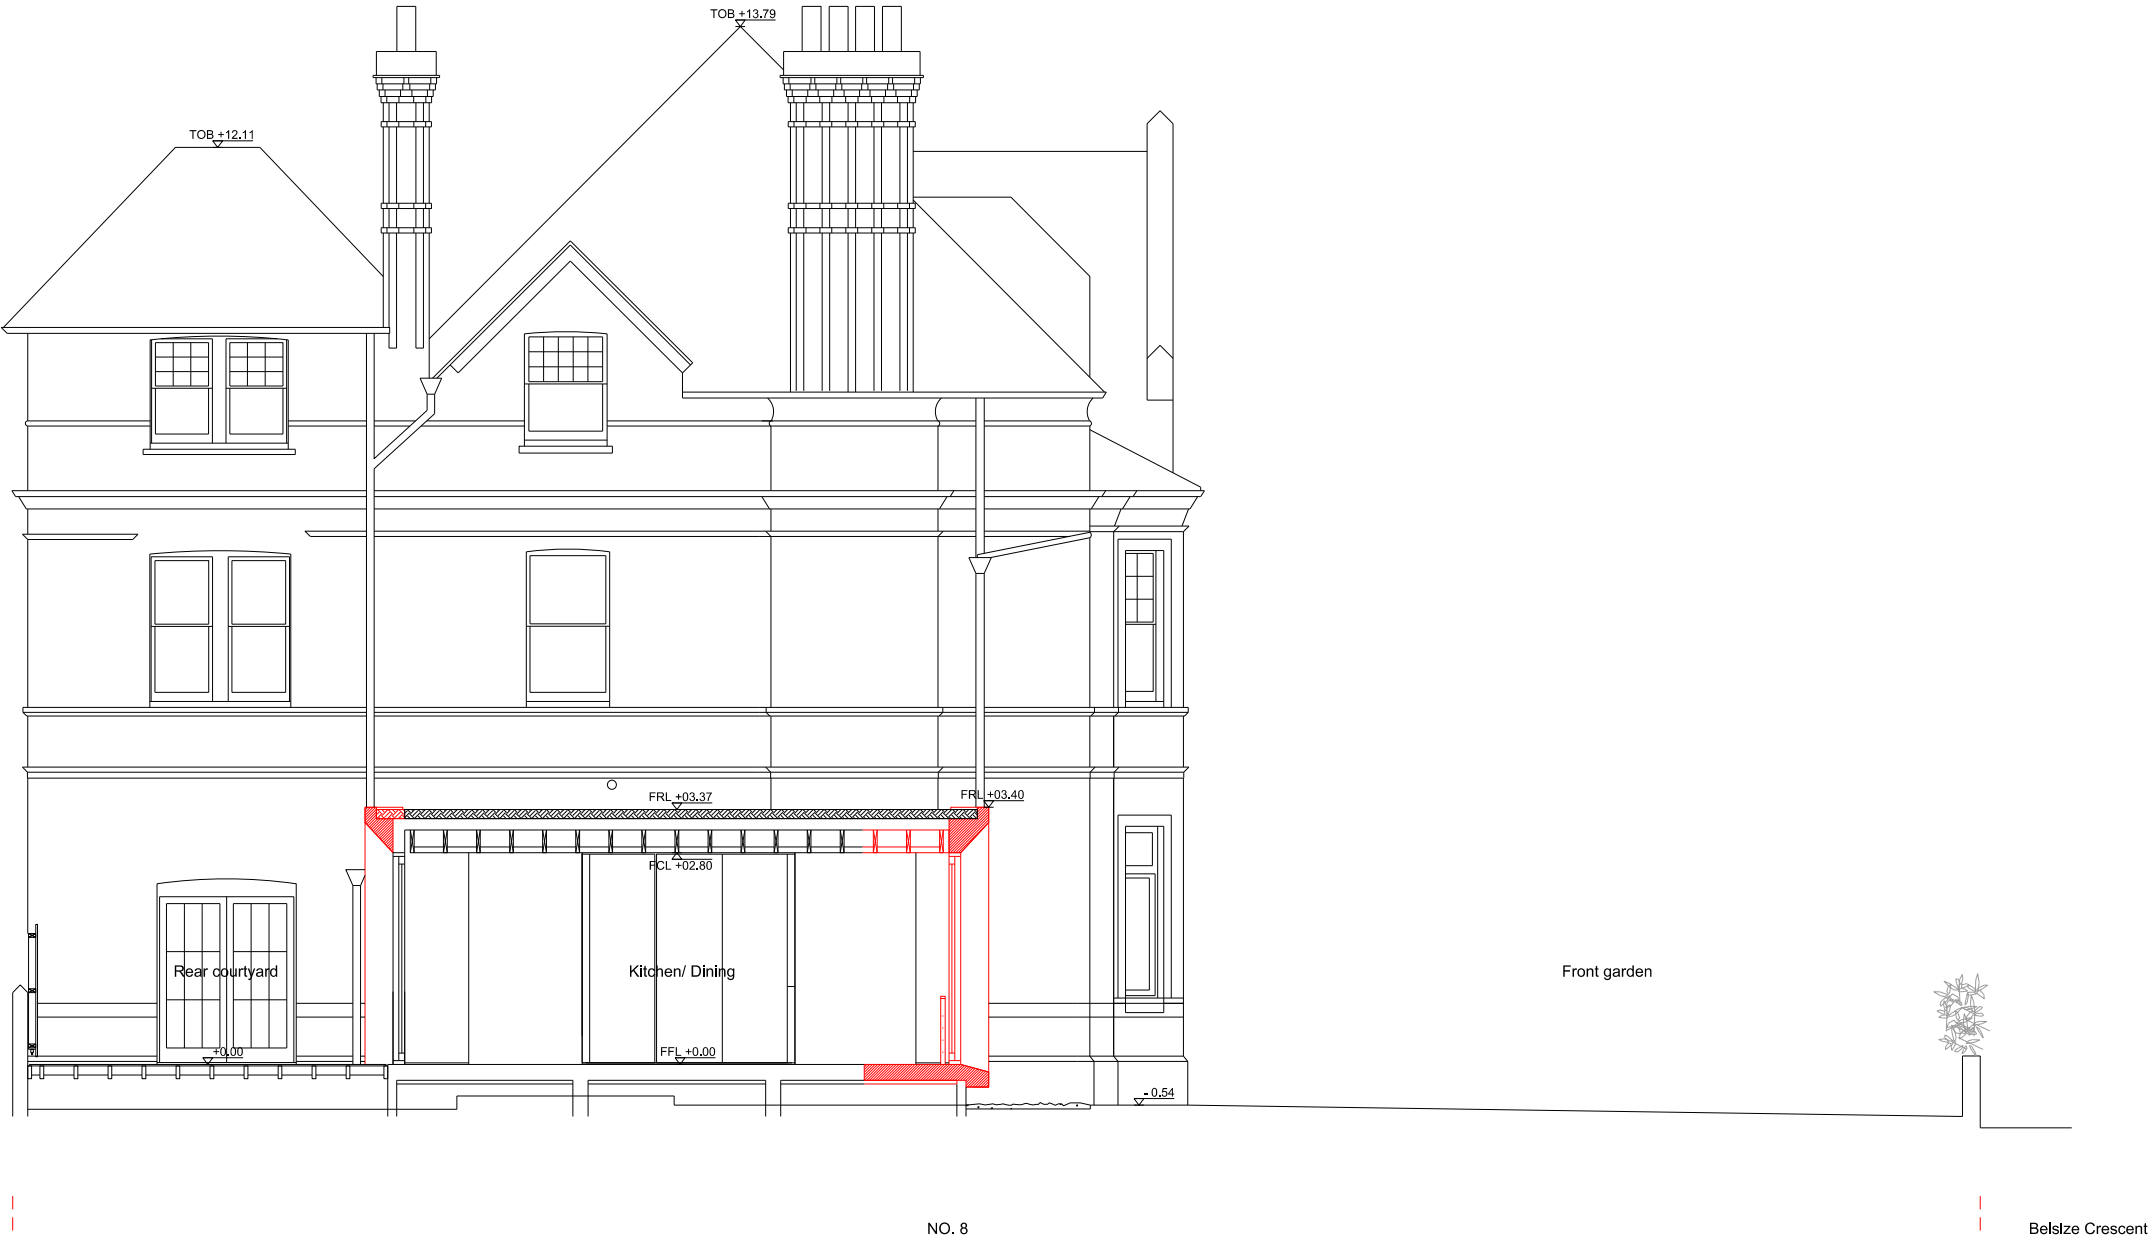 TOB +13.79
TOB +12.11
FRL +03.37
FRL +03.40
FCL +02.80
Rear courtyard
Kitchen/ Dining
Front garden
+0.00
FFL +0.00
- 0.54
NO. 8
Belsize Crescent